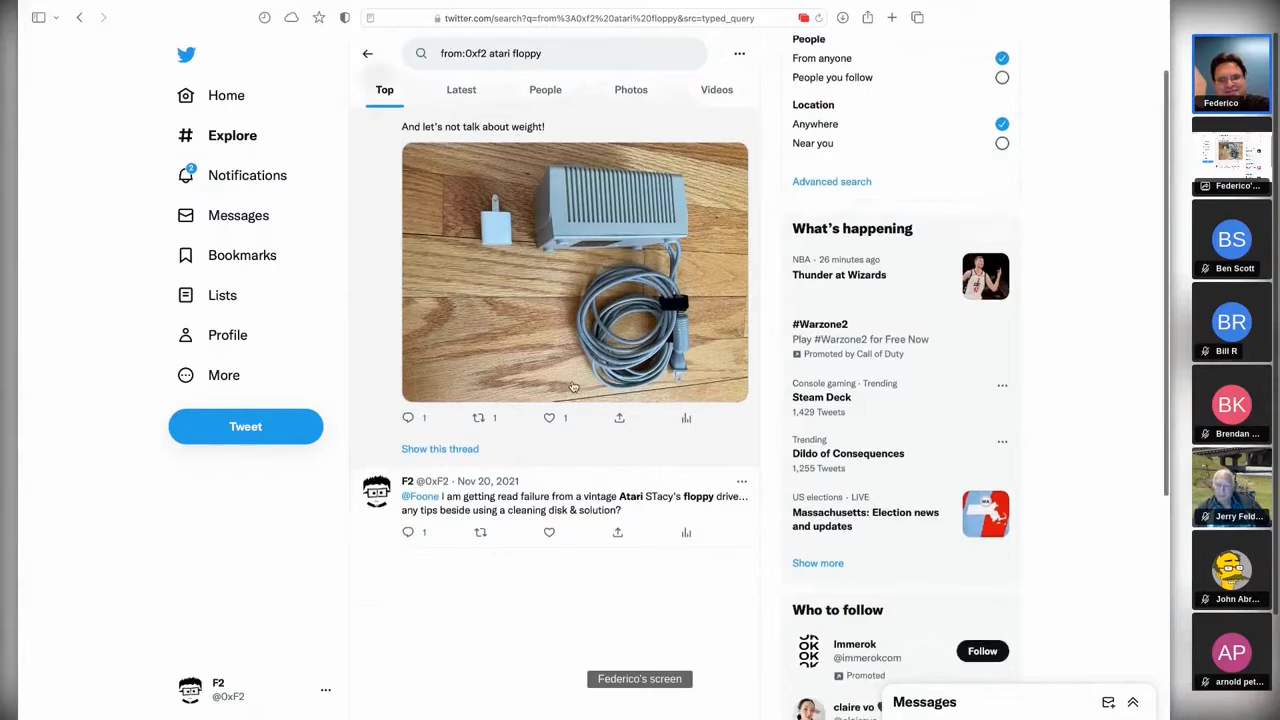 twitter.com/search?q=from%3A0xf2%20atari%20floppy&src=typed_query
Home
Explore
2
Notifications
Messages
Bookmarks
Lists
Profile
More
Tweet
F2
@0xF2
from:0xf2 atari floppy
Top
Latest
People
Photos
Videos
And let's not talk about weight!
1
1
1
Show this thread
F2 @0xF2 · Nov 20, 2021
@Foone I am getting read failure from a vintage Atari STacy's floppy drive…
any tips beside using a cleaning disk & solution?
1
People
From anyone
People you follow
Location
Anywhere
Near you
Advanced search
What's happening
NBA · 26 minutes ago
Thunder at Wizards
#Warzone2
Play #Warzone2 for Free Now
Promoted by Call of Duty
Console gaming · Trending
Steam Deck
1,429 Tweets
Trending
Dildo of Consequences
1,255 Tweets
US elections · LIVE
Massachusetts: Election news
and updates
Show more
Who to follow
Immerok
@immerokcom
Promoted
Follow
claire vo
Messages
Federico's screen
Federico
Federico'...
BS
Ben Scott
BR
Bill R
BK
Brendan ...
Jerry Feld...
John Abr...
AP
arnold pet...